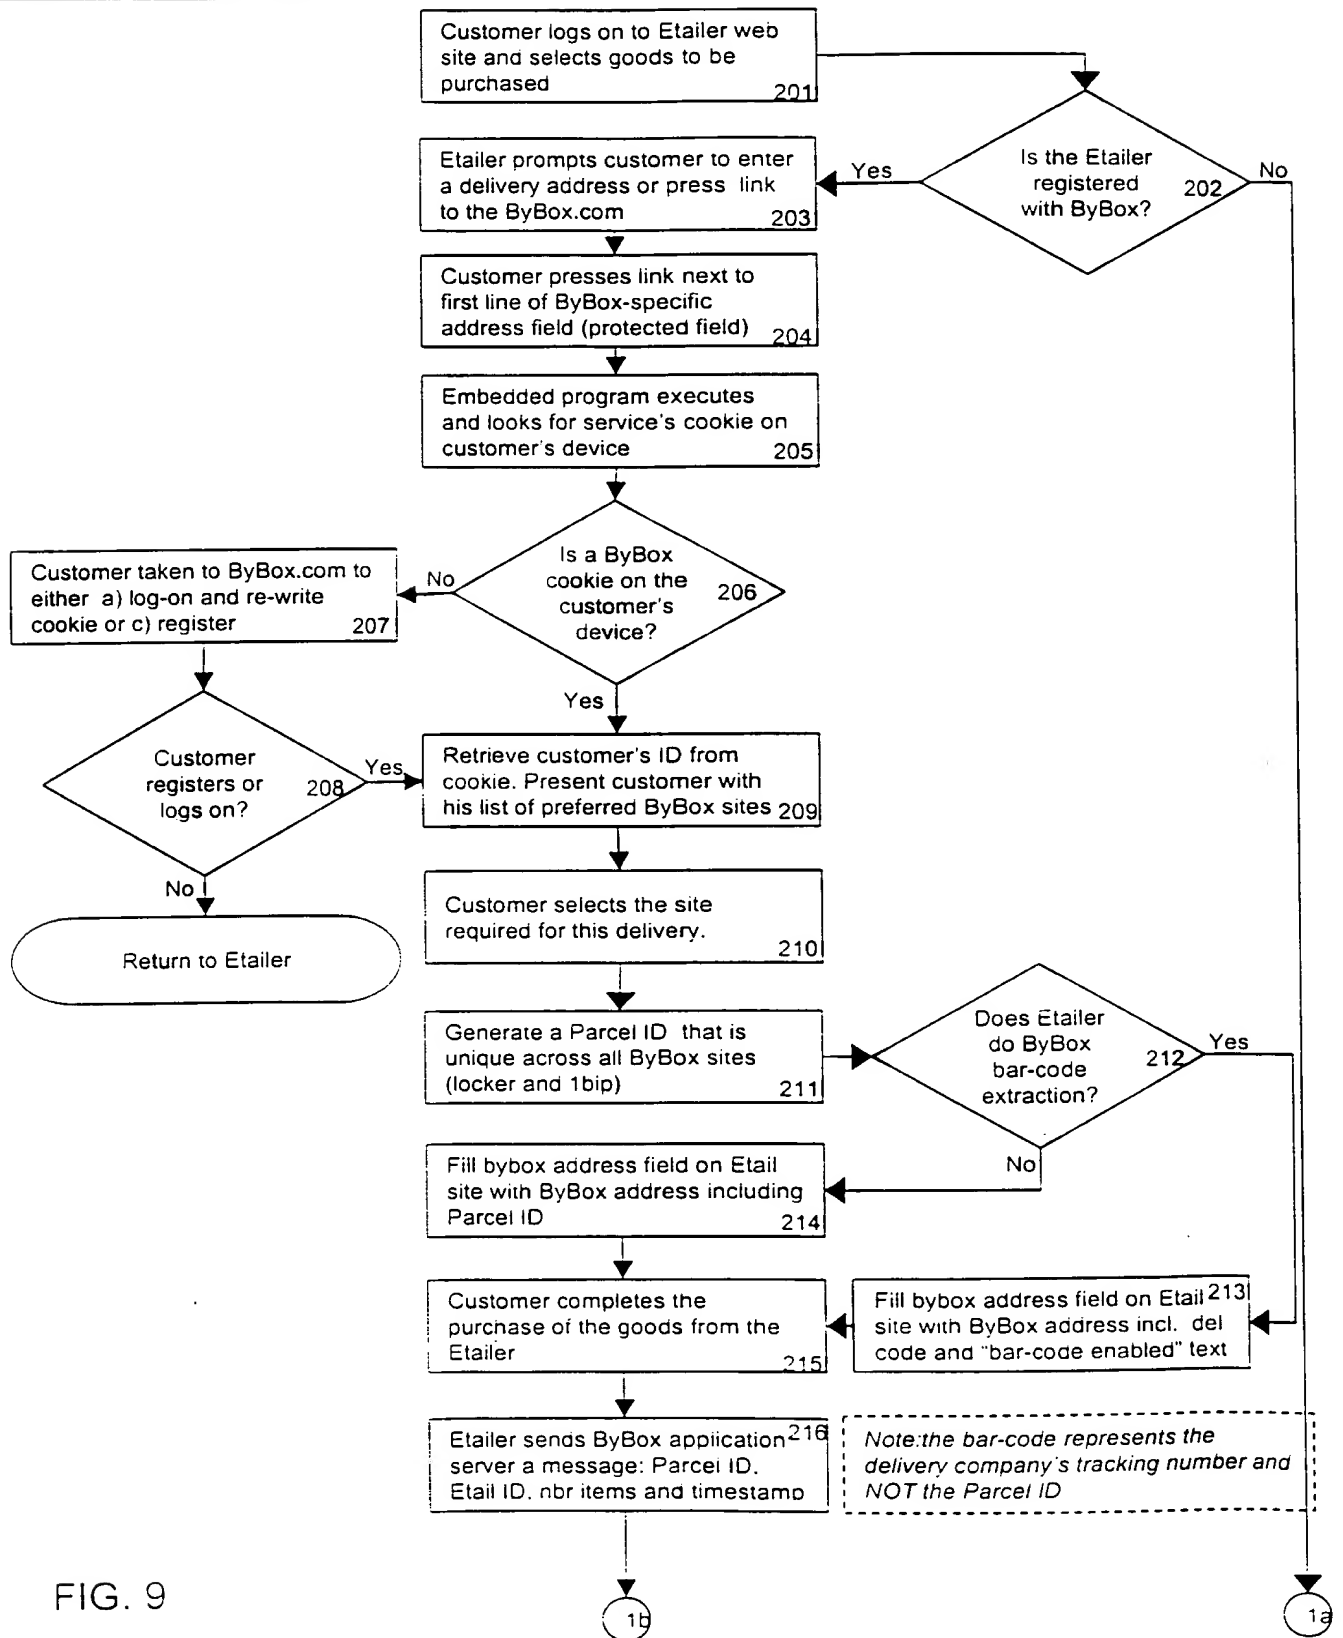 Customer logs on to Etailer web
site and selects goods to be
purchased
201
Is the Etailer
registered
with ByBox?
202
Yes
No
Etailer prompts customer to enter
a delivery address or press link
to the ByBox.com
203
Customer presses link next to
first line of ByBox-specific
address field (protected field)
204
Embedded program executes
and looks for service's cookie on
customer's device
205
Is a ByBox
cookie on the
customer's
device?
206
No
Yes
Customer taken to ByBox.com to
either a) log-on and re-write
cookie or c) register
207
Customer
registers or
logs on?
208
Yes
No
Return to Etailer
Retrieve customer's ID from
cookie. Present customer with
his list of preferred ByBox sites
209
Customer selects the site
required for this delivery.
210
Generate a Parcel ID that is
unique across all ByBox sites
(locker and 1bip)
211
Does Etailer
do ByBox
bar-code
extraction?
212
Yes
No
Fill bybox address field on Etail
site with ByBox address including
Parcel ID
214
Customer completes the
purchase of the goods from the
Etailer
215
Fill bybox address field on Etail
site with ByBox address incl. del
code and "bar-code enabled" text
213
Etailer sends ByBox application
server a message: Parcel ID,
Etail ID, nbr items and timestamp
216
Note:the bar-code represents the
delivery company's tracking number and
NOT the Parcel ID
1b
1a
FIG. 9